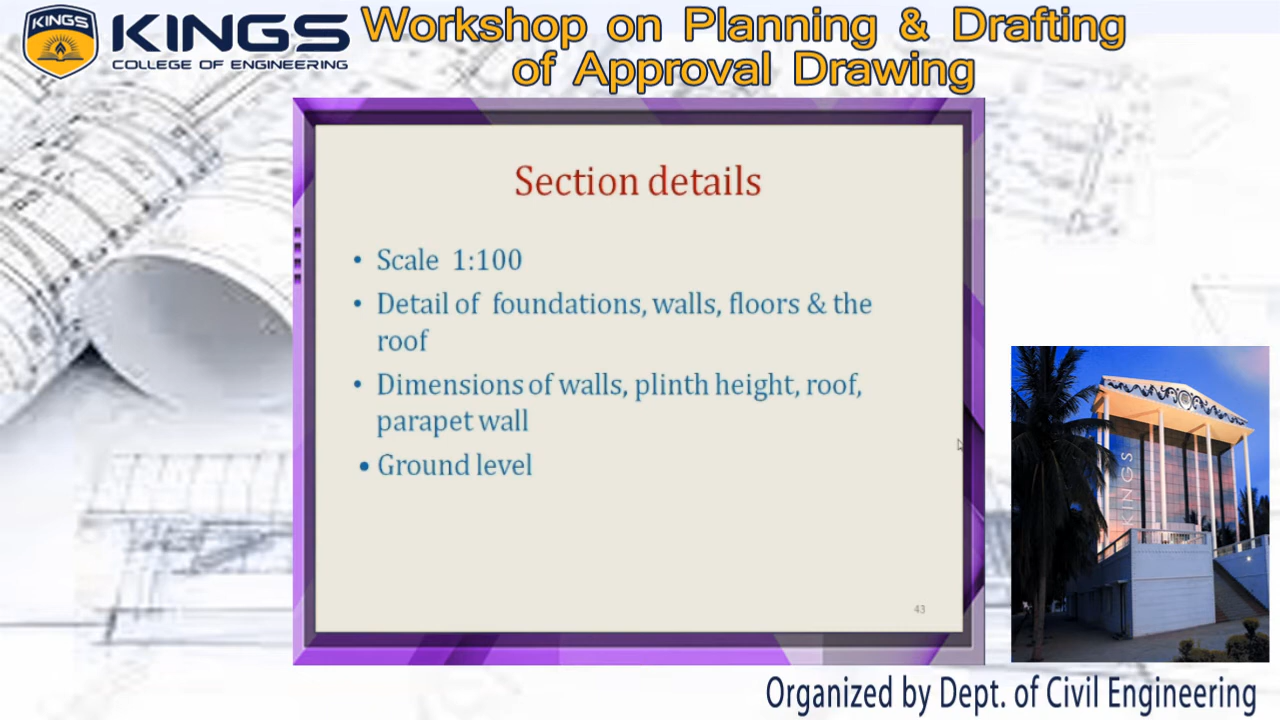 KINGS
KINGS
COLLEGE OF ENGINEERING
Workshop on Planning & Drafting
of Approval Drawing
Section details
• Scale 1:100
• Detail of foundations, walls, floors & the
roof
• Dimensions of walls, plinth height, roof,
parapet wall
• Ground level
43
KINGS
Organized by Dept. of Civil Engineering